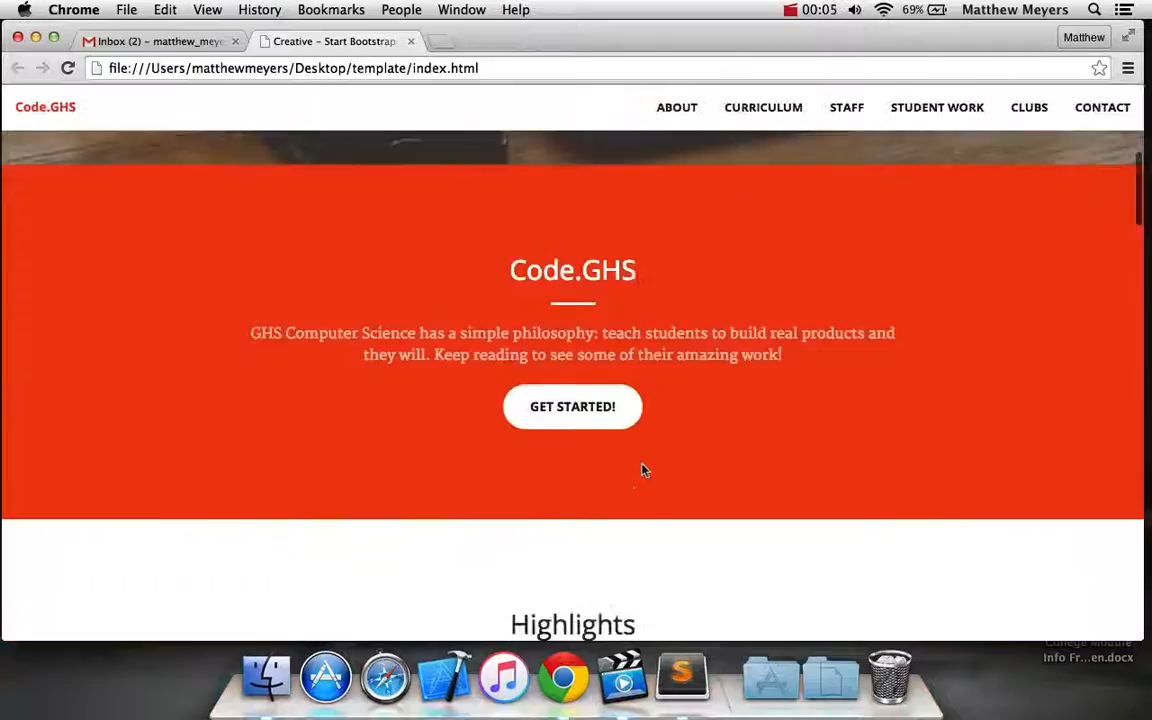 Chrome File Edit View History Bookmarks People Window Help 00:05 69% Matthew Meyers
Inbox (2) – matthew_meye Creative – Start Bootstrap Matthew
file:///Users/matthewmeyers/Desktop/template/index.html
Code.GHS ABOUT CURRICULUM STAFF STUDENT WORK CLUBS CONTACT
Code.GHS
GHS Computer Science has a simple philosophy: teach students to build real products and
they will. Keep reading to see some of their amazing work!
GET STARTED!
Highlights
Info Fr...en.docx